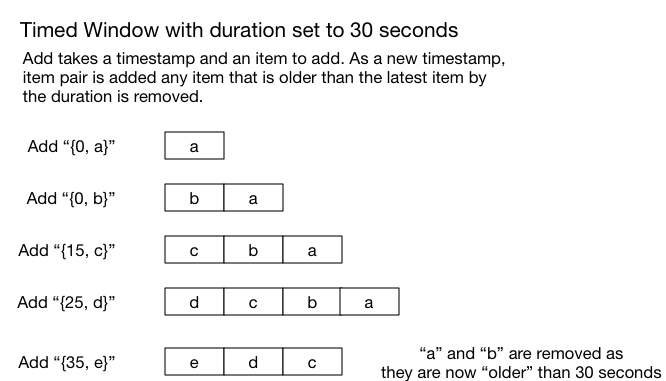 Timed Window with duration set to 30 seconds
Add takes a timestamp and an item to add. As a new timestamp,
item pair is added any item that is older than the latest item by
the duration is removed.
Add “{0, a}” a
Add “{0, b}” b a
Add “{15, c}” c b a
Add “{25, d}” d c b a
Add “{35, e}” e d c
“a” and “b” are removed as
they are now “older” than 30 seconds